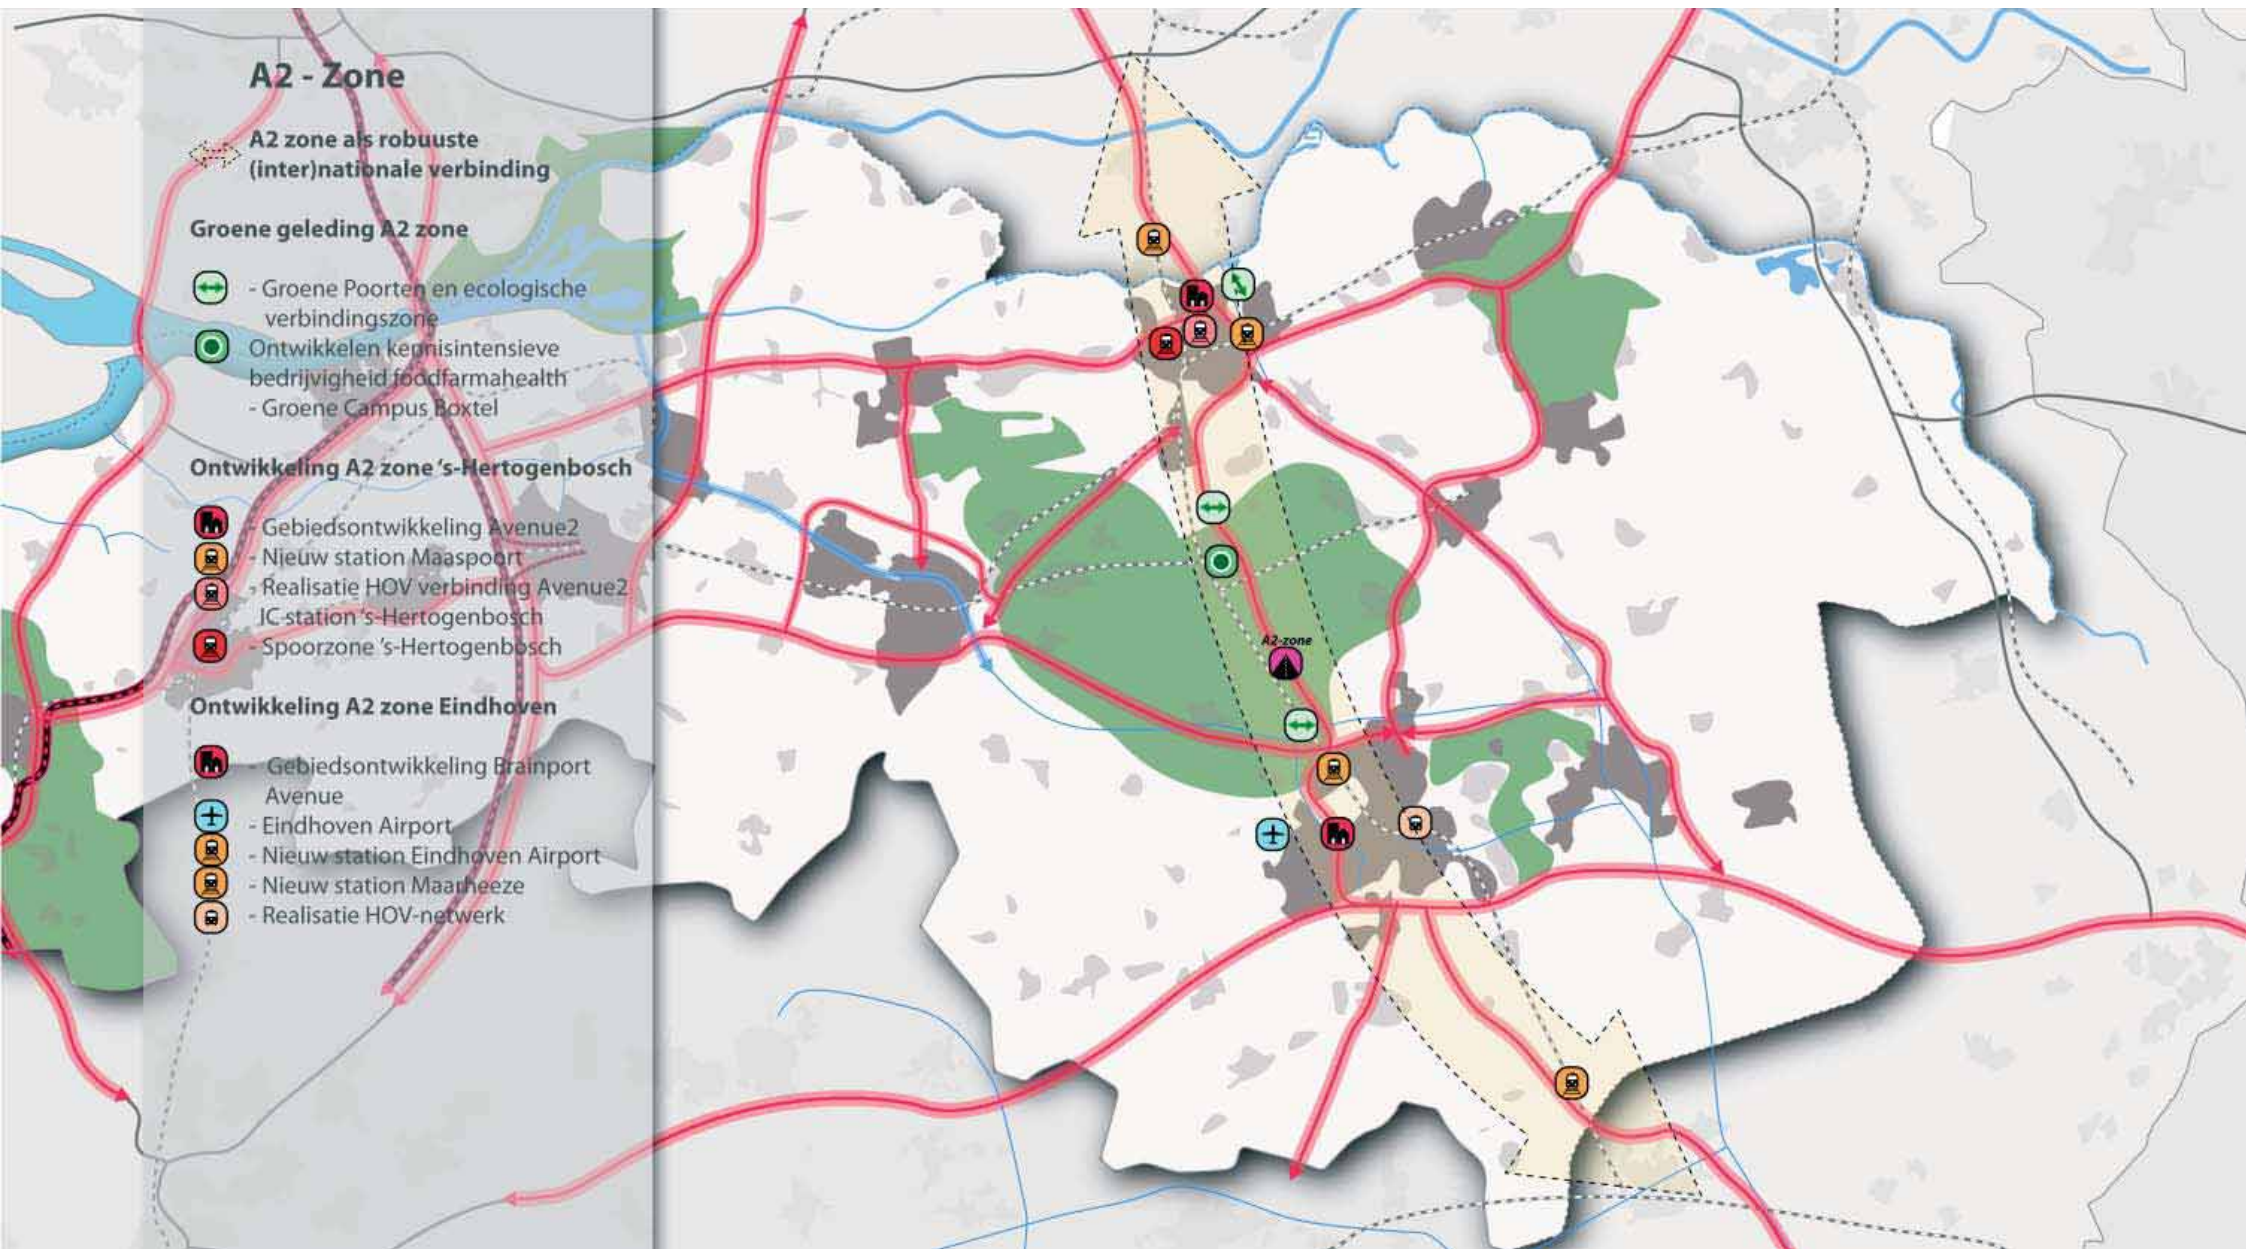 A2 - Zone
A2 zone als robuuste
(inter)nationale verbinding
Groene geleding A2 zone
- Groene Poorten en ecologische
verbindingszone
Ontwikkelen kennisintensieve
bedrijvigheid foodfarmahealth
- Groene Campus Boxtel
Ontwikkeling A2 zone 's-Hertogenbosch
- Gebiedsontwikkeling Avenue2
- Nieuw station Maaspoort
- Realisatie HOV verbinding Avenue2
IC-station 's-Hertogenbosch
- Spoorzone 's-Hertogenbosch
Ontwikkeling A2 zone Eindhoven
- Gebiedsontwikkeling Brainport
Avenue
- Eindhoven Airport
- Nieuw station Eindhoven Airport
- Nieuw station Maarheeze
- Realisatie HOV-netwerk
A2-zone